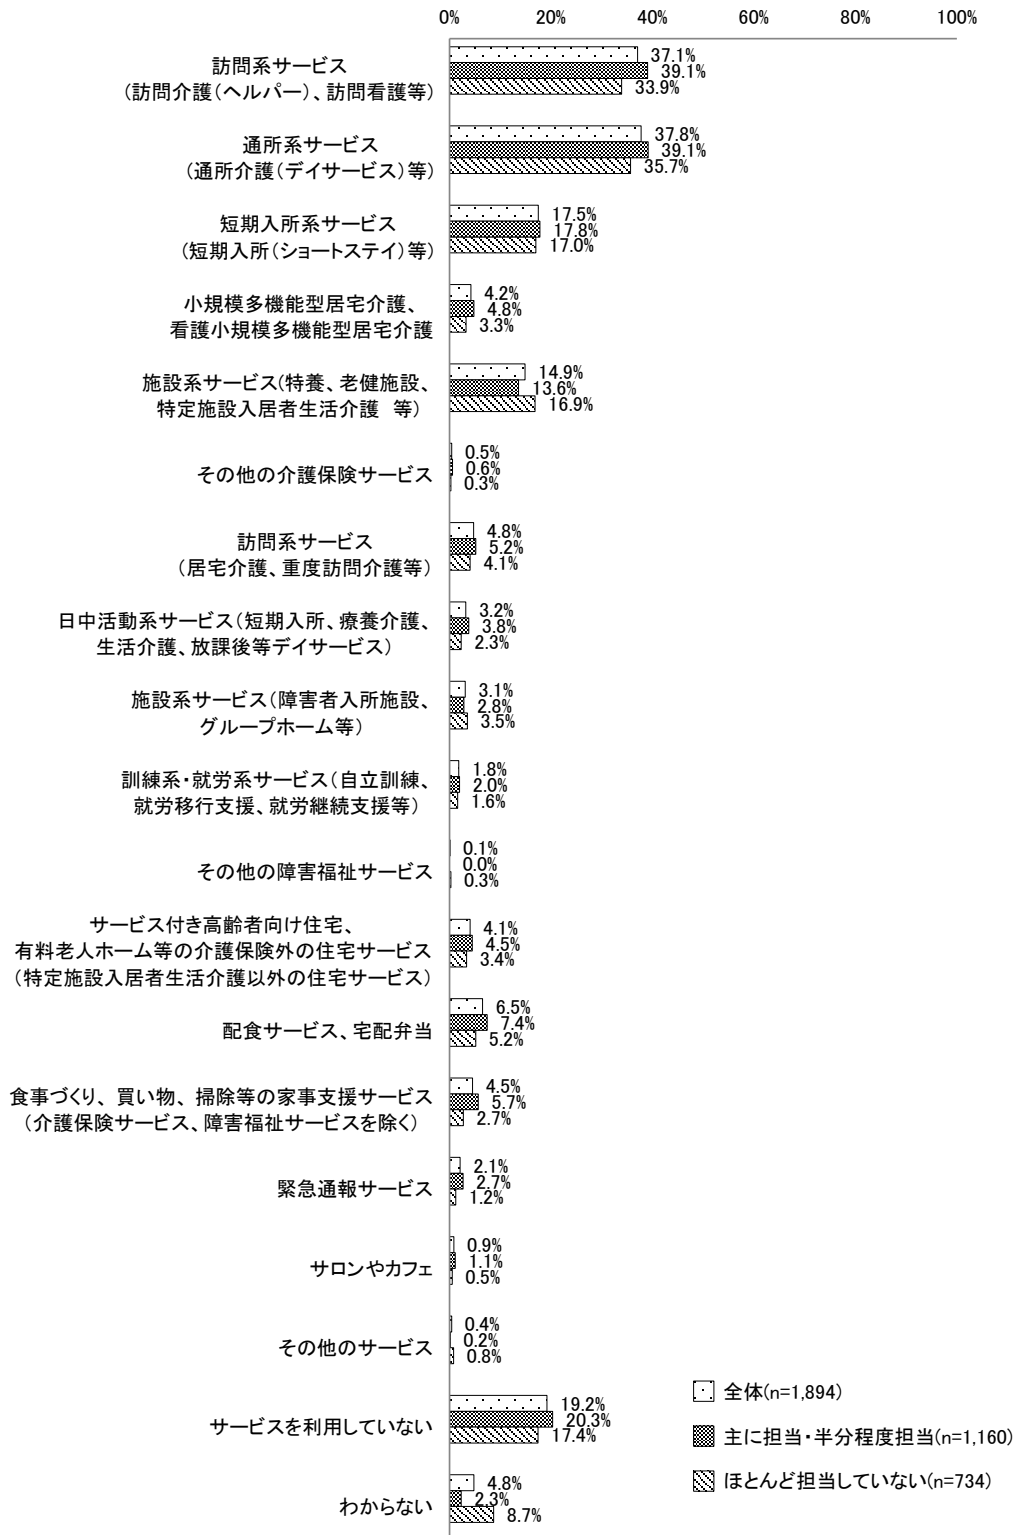 0% 20% 40% 60% 80% 100%
訪問系サービス
（訪問介護（ヘルパー）、訪問看護等）
37.1%
39.1%
33.9%
通所系サービス
（通所介護（デイサービス）等）
37.8%
39.1%
35.7%
短期入所系サービス
（短期入所（ショートステイ）等）
17.5%
17.8%
17.0%
小規模多機能型居宅介護、
看護小規模多機能型居宅介護
4.2%
4.8%
3.3%
施設系サービス（特養、老健施設、
特定施設入居者生活介護　等）
14.9%
13.6%
16.9%
その他の介護保険サービス
0.5%
0.6%
0.3%
訪問系サービス
（居宅介護、重度訪問介護等）
4.8%
5.2%
4.1%
日中活動系サービス（短期入所、療養介護、
生活介護、放課後等デイサービス）
3.2%
3.8%
2.3%
施設系サービス（障害者入所施設、
グループホーム等）
3.1%
2.8%
3.5%
訓練系・就労系サービス（自立訓練、
就労移行支援、就労継続支援等）
1.8%
2.0%
1.6%
その他の障害福祉サービス
0.1%
0.0%
0.3%
サービス付き高齢者向け住宅、
有料老人ホーム等の介護保険外の住宅サービス
（特定施設入居者生活介護以外の住宅サービス）
4.1%
4.5%
3.4%
配食サービス、宅配弁当
6.5%
7.4%
5.2%
食事づくり、買い物、掃除等の家事支援サービス
（介護保険サービス、障害福祉サービスを除く）
4.5%
5.7%
2.7%
緊急通報サービス
2.1%
2.7%
1.2%
サロンやカフェ
0.9%
1.1%
0.5%
その他のサービス
0.4%
0.2%
0.8%
サービスを利用していない
19.2%
20.3%
17.4%
わからない
4.8%
2.3%
8.7%
全体(n=1,894)
主に担当・半分程度担当(n=1,160)
ほとんど担当していない(n=734)